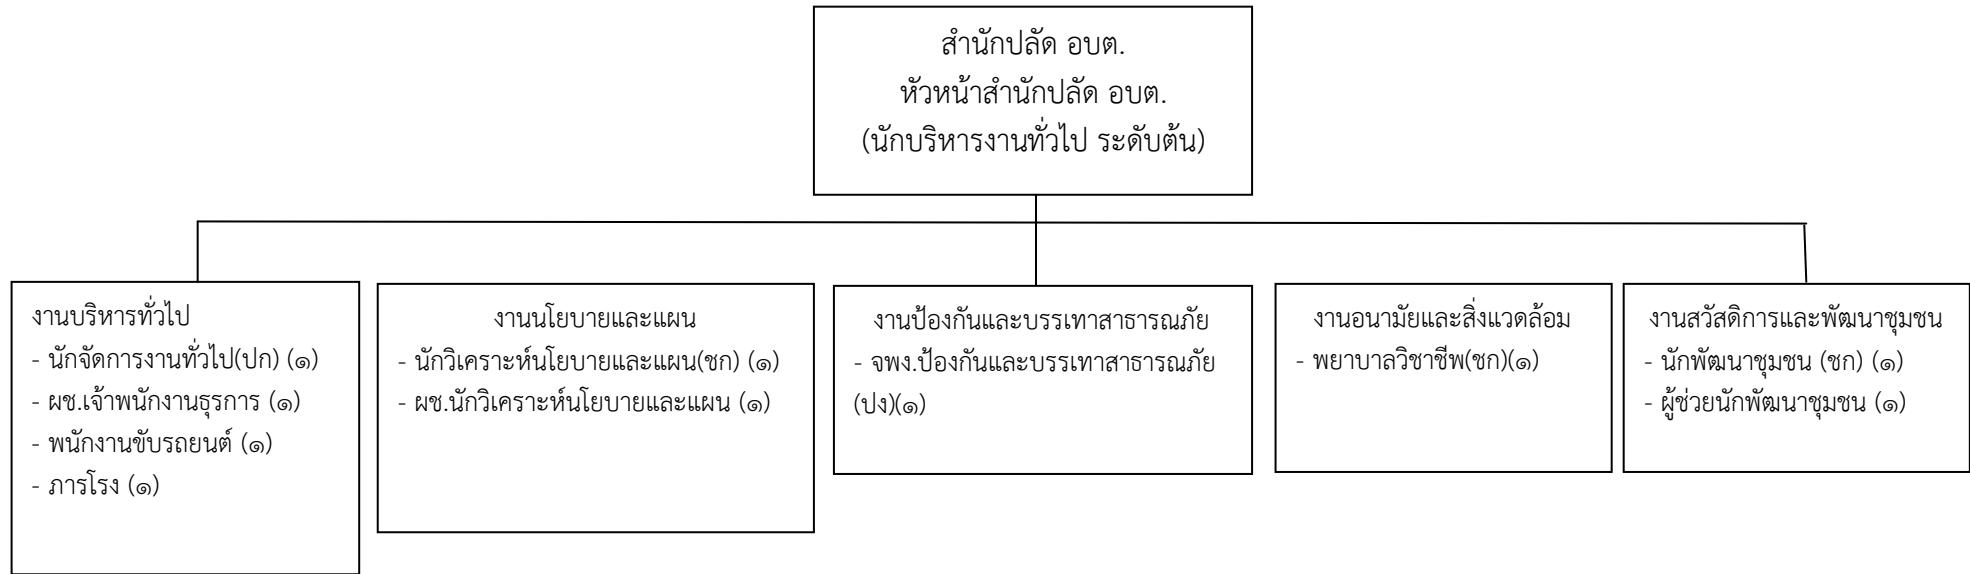 สำนักปลัด อบต.
หัวหน้าสำนักปลัด อบต.
(นักบริหารงานทั่วไป ระดับต้น)
งานบริหารทั่วไป
- นักจัดการงานทั่วไป(ปก) (๑)
- ผช.เจ้าพนักงานธุรการ (๑)
- พนักงานขับรถยนต์ (๑)
- ภารโรง (๑)
งานนโยบายและแผน
- นักวิเคราะห์นโยบายและแผน(ชก) (๑)
- ผช.นักวิเคราะห์นโยบายและแผน (๑)
งานป้องกันและบรรเทาสาธารณภัย
- จพง.ป้องกันและบรรเทาสาธารณภัย
(ปง)(๑)
งานอนามัยและสิ่งแวดล้อม
- พยาบาลวิชาชีพ(ชก)(๑)
งานสวัสดิการและพัฒนาชุมชน
- นักพัฒนาชุมชน (ชก) (๑)
- ผู้ช่วยนักพัฒนาชุมชน (๑)